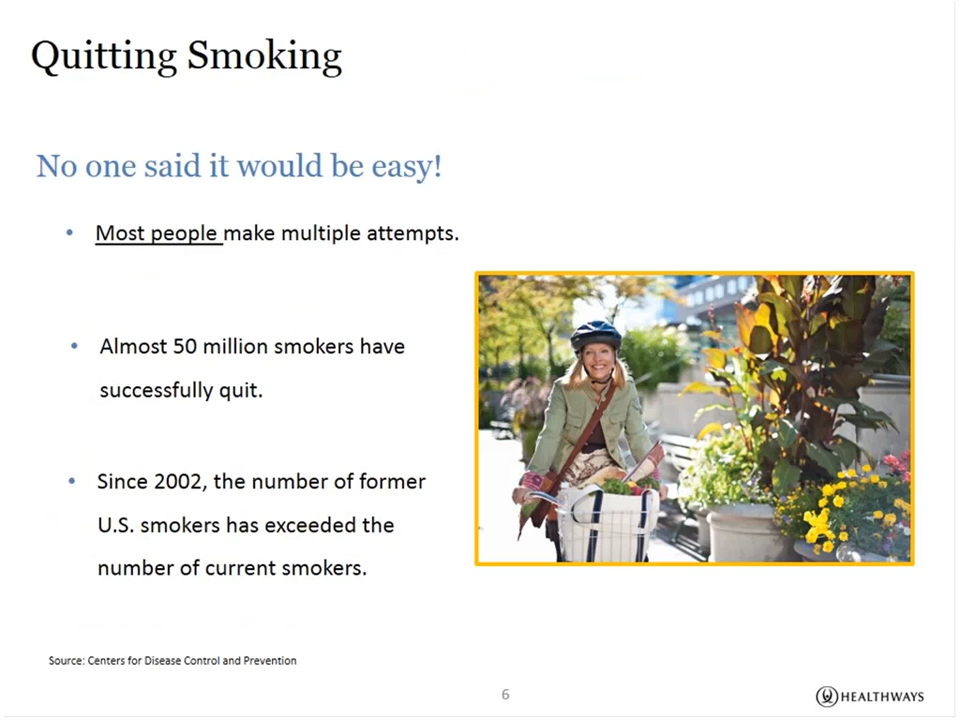 Quitting Smoking
No one said it would be easy!
• Most people make multiple attempts.
• Almost 50 million smokers have
successfully quit.
• Since 2002, the number of former
U.S. smokers has exceeded the
number of current smokers.
Source: Centers for Disease Control and Prevention
6
HEALTHWAYS